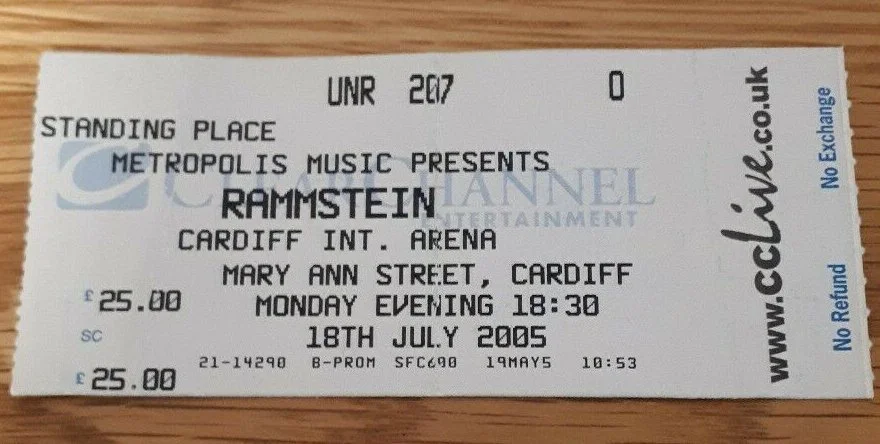 UNR 207 0
STANDING PLACE
METROPOLIS MUSIC PRESENTS
CLEARCHANNEL
RAMMSTEIN
ENTERTAINMENT
CARDIFF INT. ARENA
MARY ANN STREET, CARDIFF
£25.00 MONDAY EVENING 18:30
SC 18TH JULY 2005
21-14290 B-PROM SFC690 19MAY5 10:53
£25.00
www.ccLive.co.uk
No Refund No Exchange